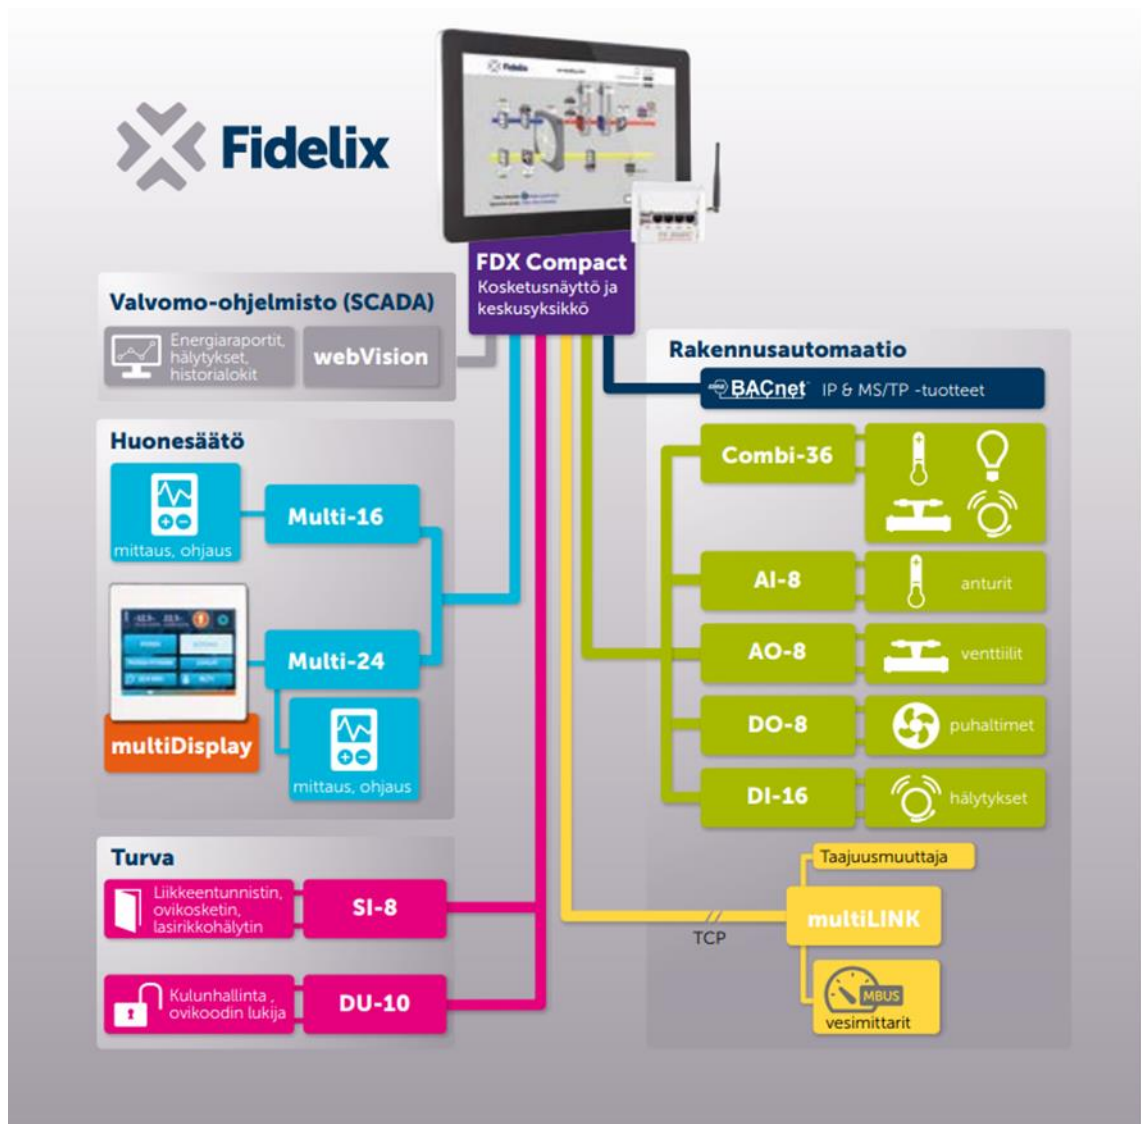 Fidelix
Fidelix
FDX Compact
Kosketusnäyttö ja
keskusyksikkö
Valvomo-ohjelmisto (SCADA)
Energiaraportit,
hälytykset,
historialokit
webVision
Huonesäätö
mittaus, ohjaus
Multi-16
Multi-24
multiDisplay
mittaus, ohjaus
Turva
Liikkeentunnistin,
ovikosketin,
lasirikkohälytin
SI-8
Kulunhallinta ,
ovikoodin lukija
DU-10
Rakennusautomaatio
BACnet IP & MS/TP -tuotteet
Combi-36
AI-8
anturit
AO-8
venttiilit
DO-8
puhaltimet
DI-16
hälytykset
Taajuusmuuttaja
multiLINK
TCP
MBUS
vesimittarit